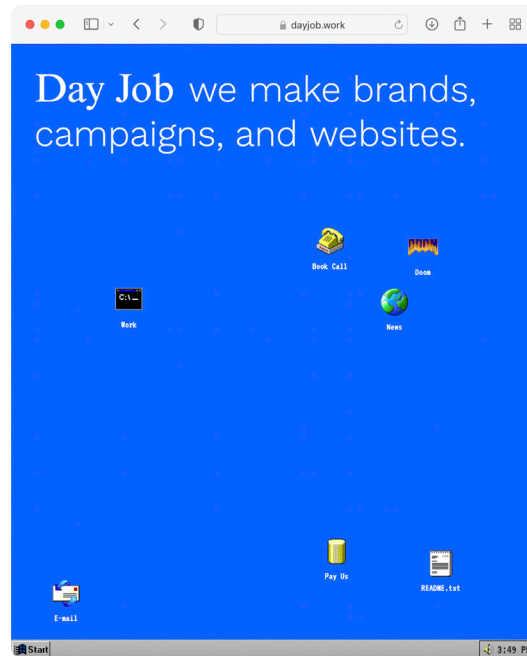 dayjob.work
Day Job we make brands,
campaigns, and websites.
Book Call
DOOM
Doom
C:\_
Work
News
Pay Us
README.txt
E-mail
Start
3:49 P